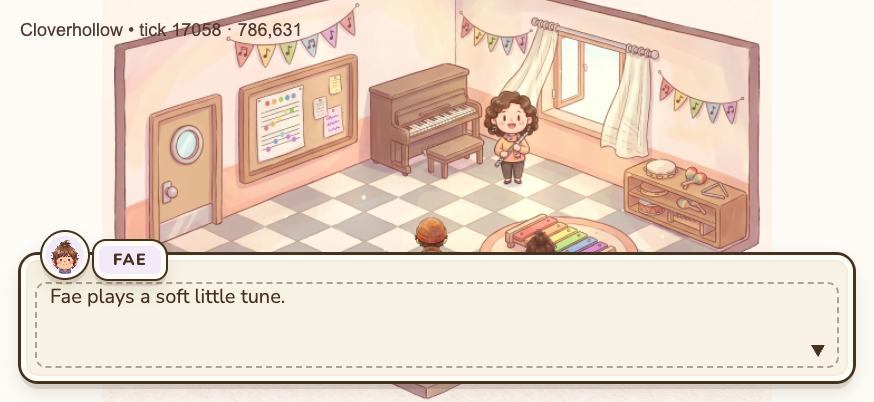 Cloverhollow • tick 17058 · 786,631
FAE
Fae plays a soft little tune.